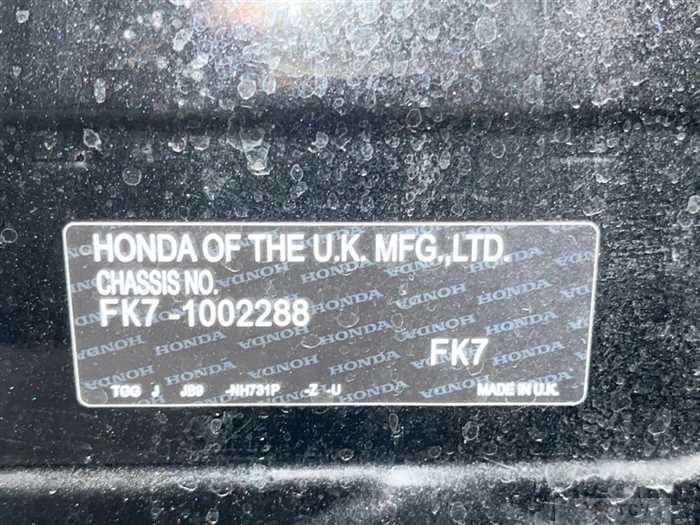 HONDA OF THE U.K. MFG.,LTD.
CHASSIS NO.
FK7 -1002288
FK7
TGG J JB9 -NH731P -Z -U MADE IN U.K.